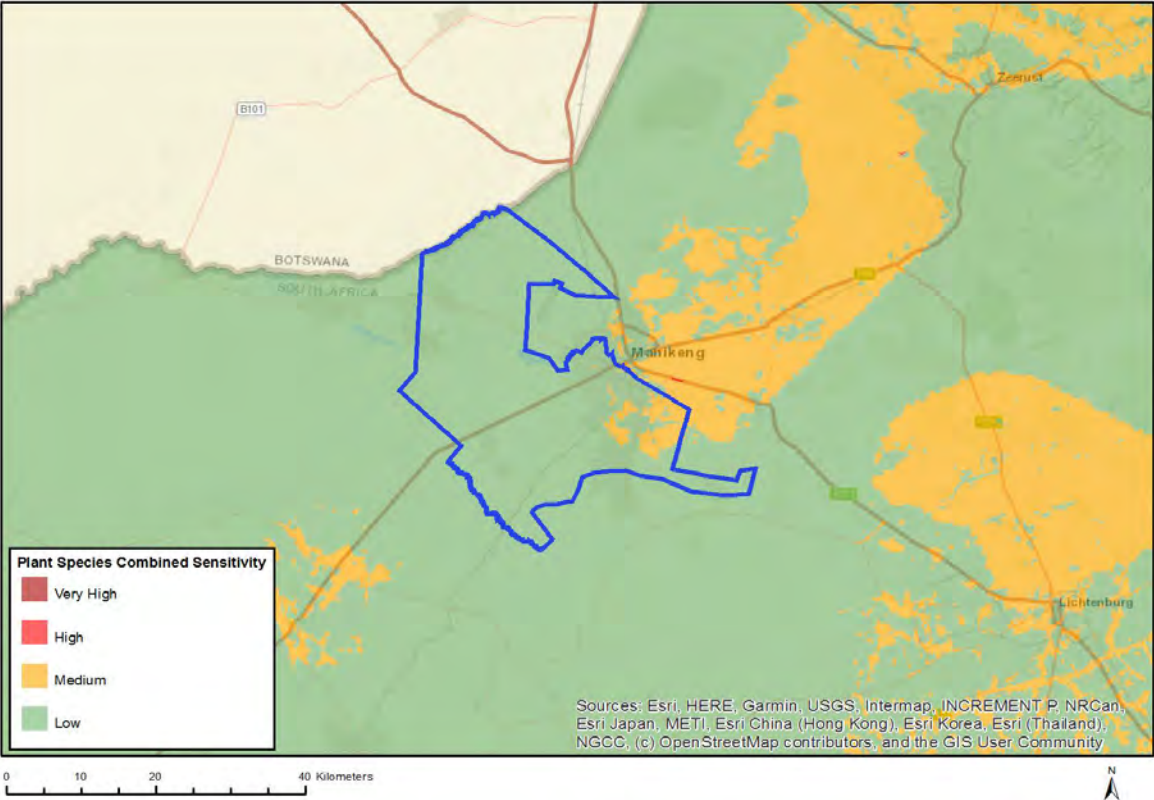 Zeerust
B101
BOTSWANA
SOUTH AFRICA
Mahikeng
Lichtenburg
Plant Species Combined Sensitivity
Very High
High
Medium
Low
Sources: Esri, HERE, Garmin, USGS, Intermap, INCREMENT P, NRCan,
Esri Japan, METI, Esri China (Hong Kong), Esri Korea, Esri (Thailand),
NGCC, (c) OpenStreetMap contributors, and the GIS User Community
0 10 20 40 Kilometers
N